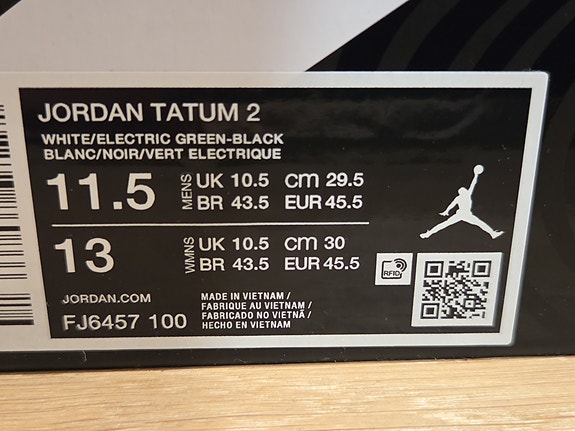 JORDAN TATUM 2
WHITE/ELECTRIC GREEN-BLACK
BLANC/NOIR/VERT ELECTRIQUE
11.5 MENS UK 10.5 cm 29.5
BR 43.5 EUR 45.5
13 WMNS UK 10.5 cm 30
BR 43.5 EUR 45.5
RFID
JORDAN.COM
FJ6457 100
MADE IN VIETNAM /
FABRIQUE AU VIETNAM /
FABRICADO NO VIETNÃ /
HECHO EN VIETNAM